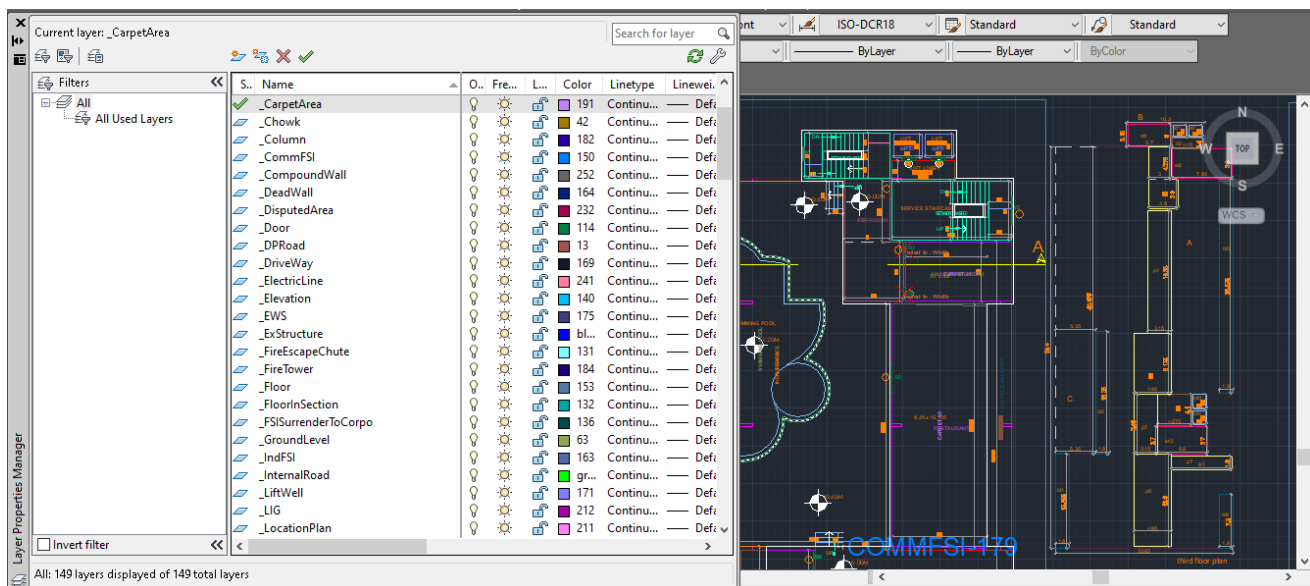 Current layer: _CarpetArea
Search for layer
ISO-DCR18
Standard
Standard
ByLayer
ByLayer
ByColor
Filters
All
All Used Layers
S.. Name O.. Fre... L... Color Linetype Linewei...
_CarpetArea 191 Continu... Defa
_Chowk 42 Continu... Defa
_Column 182 Continu... Defa
_CommFSI 150 Continu... Defa
_CompoundWall 252 Continu... Defa
_DeadWall 164 Continu... Defa
_DisputedArea 232 Continu... Defa
_Door 114 Continu... Defa
_DPRoad 13 Continu... Defa
_DriveWay 169 Continu... Defa
_ElectricLine 241 Continu... Defa
_Elevation 140 Continu... Defa
_EWS 175 Continu... Defa
_ExStructure bl... Continu... Defa
_FireEscapeChute 131 Continu... Defa
_FireTower 184 Continu... Defa
_Floor 153 Continu... Defa
_FloorInSection 132 Continu... Defa
_FSISurrenderToCorpo 136 Continu... Defa
_GroundLevel 63 Continu... Defa
_IndFSI 163 Continu... Defa
_InternalRoad gr... Continu... Defa
_LiftWell 171 Continu... Defa
_LIG 212 Continu... Defa
_LocationPlan 211 Continu... Defa
Invert filter
All: 149 layers displayed of 149 total layers
Layer Properties Manager
N
W
TOP
E
S
WCS
B
A
A
C
COMMFSI-179
third floor plan